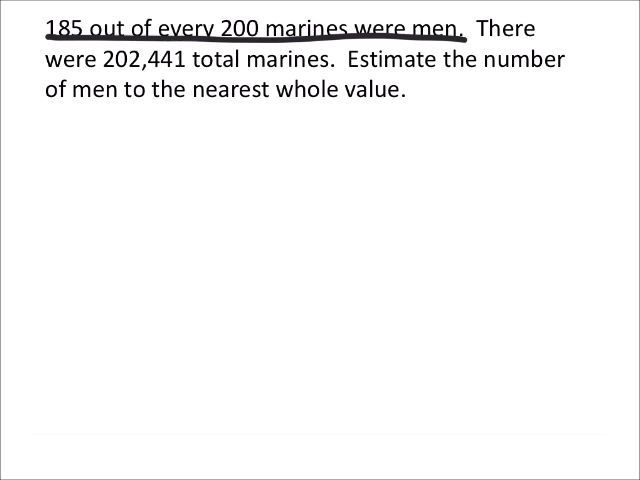 185 out of every 200 marines were men.  There
were 202,441 total marines.  Estimate the number
of men to the nearest whole value.